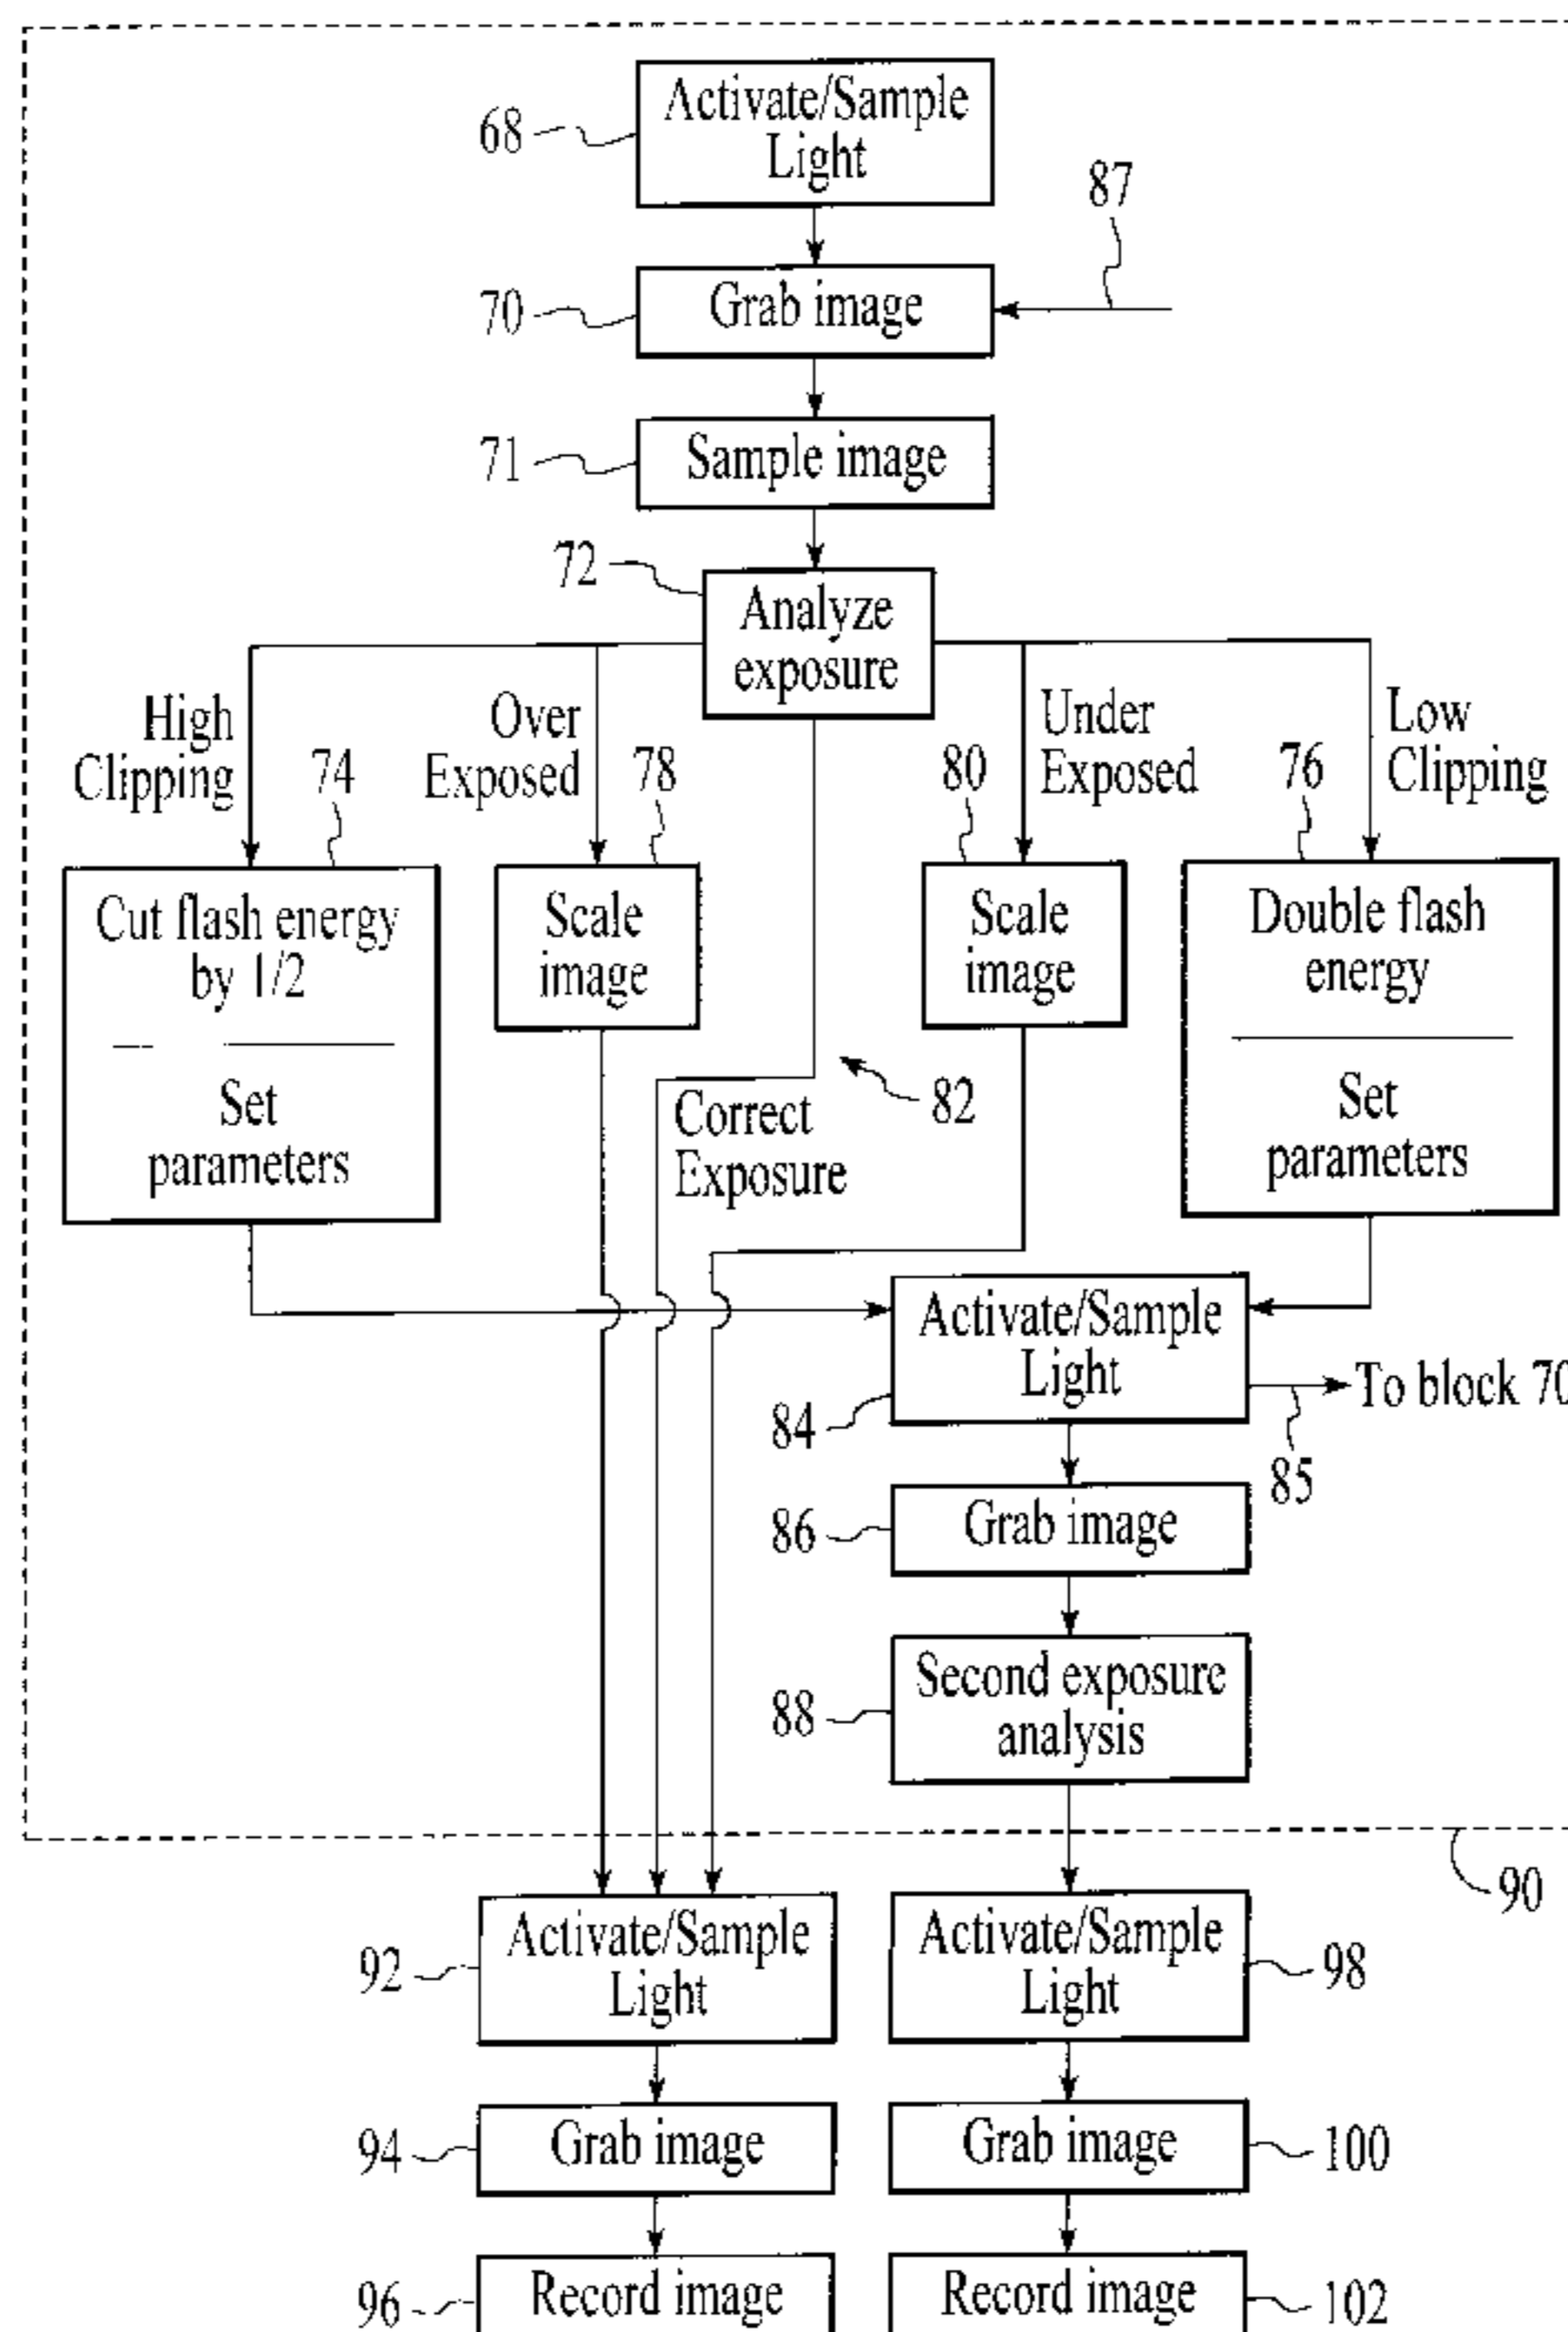 Activate/Sample
Light
68
87
Grab image
70
Sample image
71
72
Analyze
exposure
High
Clipping
74
Over
Exposed
78
80
Under
Exposed
76
Low
Clipping
Cut flash energy
by 1/2
Set
parameters
Scale
image
Scale
image
Double flash
energy
Set
parameters
82
Correct
Exposure
Activate/Sample
Light
84
To block 70
85
Grab image
86
Second exposure
analysis
88
90
Activate/Sample
Light
92
Activate/Sample
Light
98
Grab image
94
Grab image
100
Record image
96
Record image
102